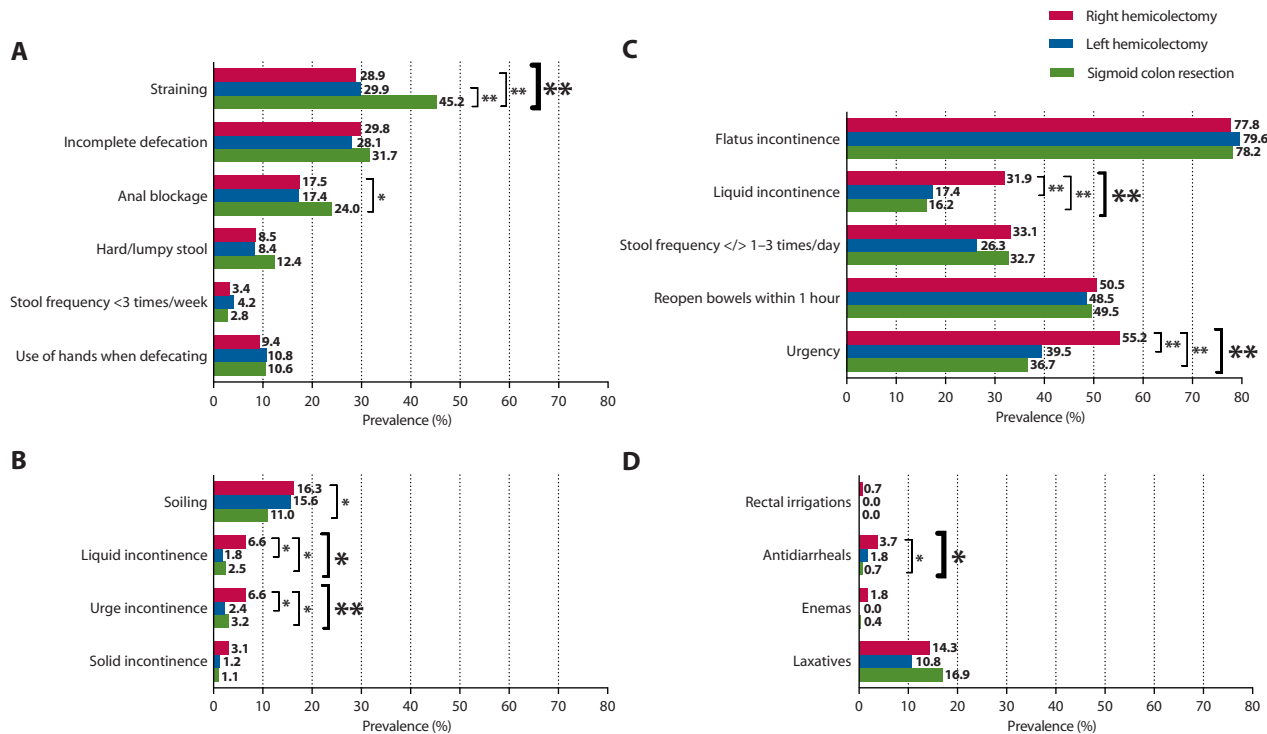 Right hemicolectomy
Left hemicolectomy
Sigmoid colon resection
A
Straining
28.9
29.9
45.2
** ** **
Incomplete defecation
29.8
28.1
31.7
Anal blockage
17.5
17.4
24.0
*
Hard/lumpy stool
8.5
8.4
12.4
Stool frequency <3 times/week
3.4
4.2
2.8
Use of hands when defecating
9.4
10.8
10.6
0 10 20 30 40 50 60 70 80
Prevalence (%)
C
Flatus incontinence
77.8
79.6
78.2
Liquid incontinence
31.9
17.4
16.2
** ** **
Stool frequency </> 1–3 times/day
33.1
26.3
32.7
Reopen bowels within 1 hour
50.5
48.5
49.5
Urgency
55.2
39.5
36.7
** ** **
0 10 20 30 40 50 60 70 80
Prevalence (%)
B
Soiling
16.3
15.6
11.0
*
Liquid incontinence
6.6
1.8
2.5
* * *
Urge incontinence
6.6
2.4
3.2
* * **
Solid incontinence
3.1
1.2
1.1
0 10 20 30 40 50 60 70 80
Prevalence (%)
D
Rectal irrigations
0.7
0.0
0.0
Antidiarrheals
3.7
1.8
0.7
* *
Enemas
1.8
0.0
0.4
Laxatives
14.3
10.8
16.9
0 10 20 30 40 50 60 70 80
Prevalence (%)